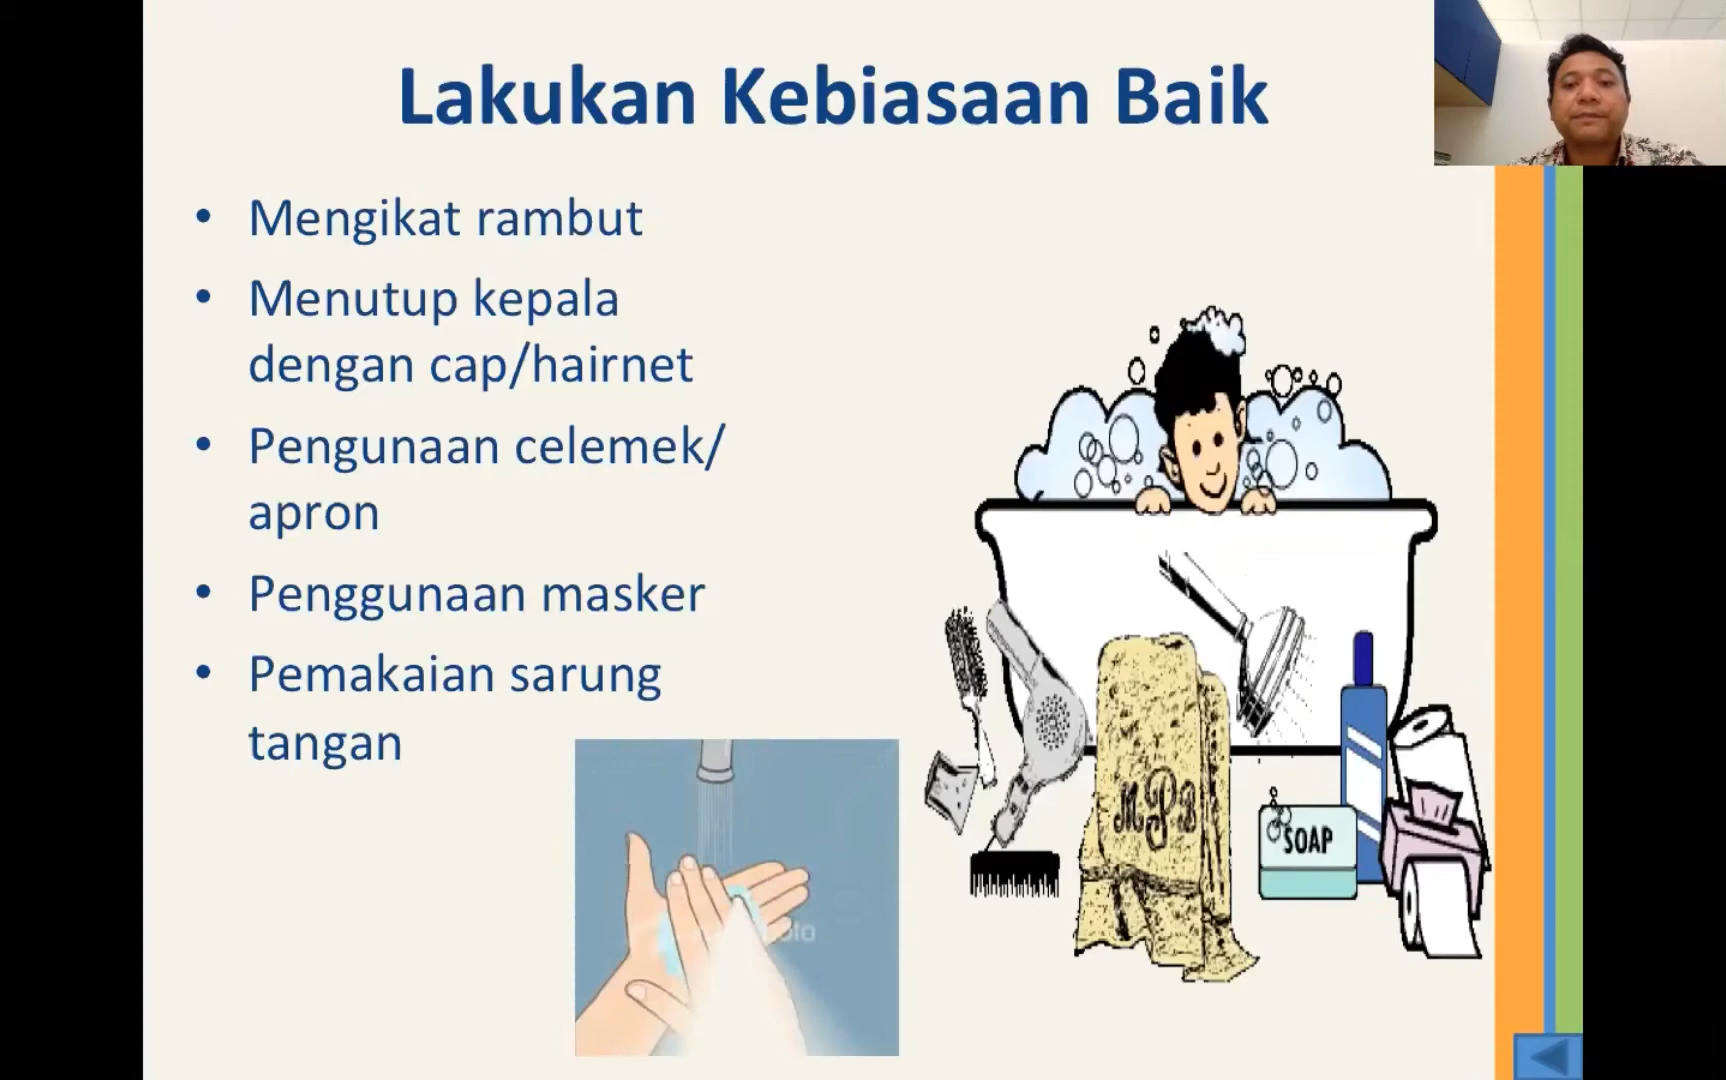 Lakukan Kebiasaan Baik
• Mengikat rambut
• Menutup kepala
dengan cap/hairnet
• Pengunaan celemek/
apron
• Penggunaan masker
• Pemakaian sarung
tangan
MPB
SOAP